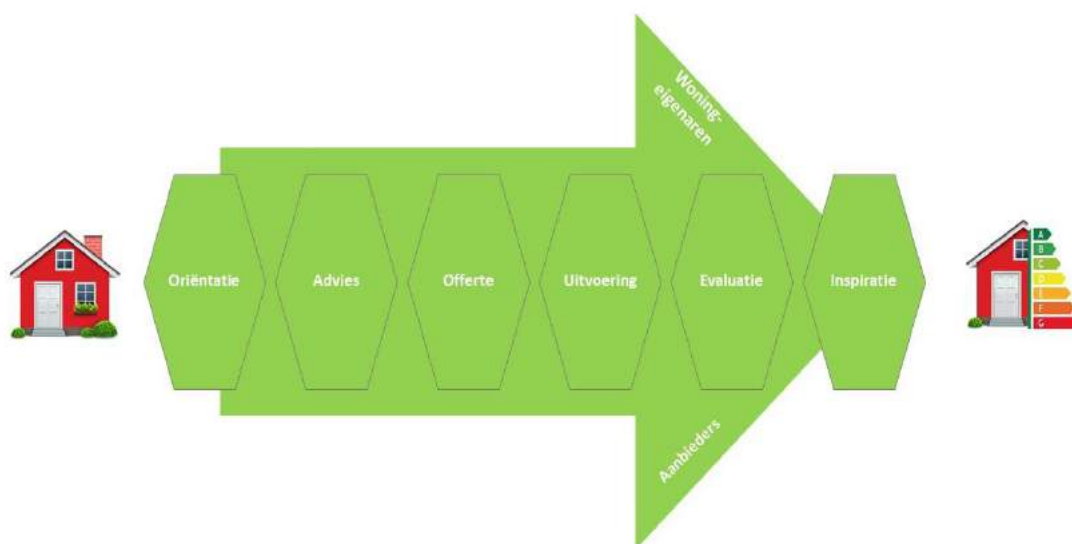 Woning-
eigenaren
Oriëntatie
Advies
Offerte
Uitvoering
Evaluatie
Inspiratie
Aanbieders
A
B
C
D
F
G